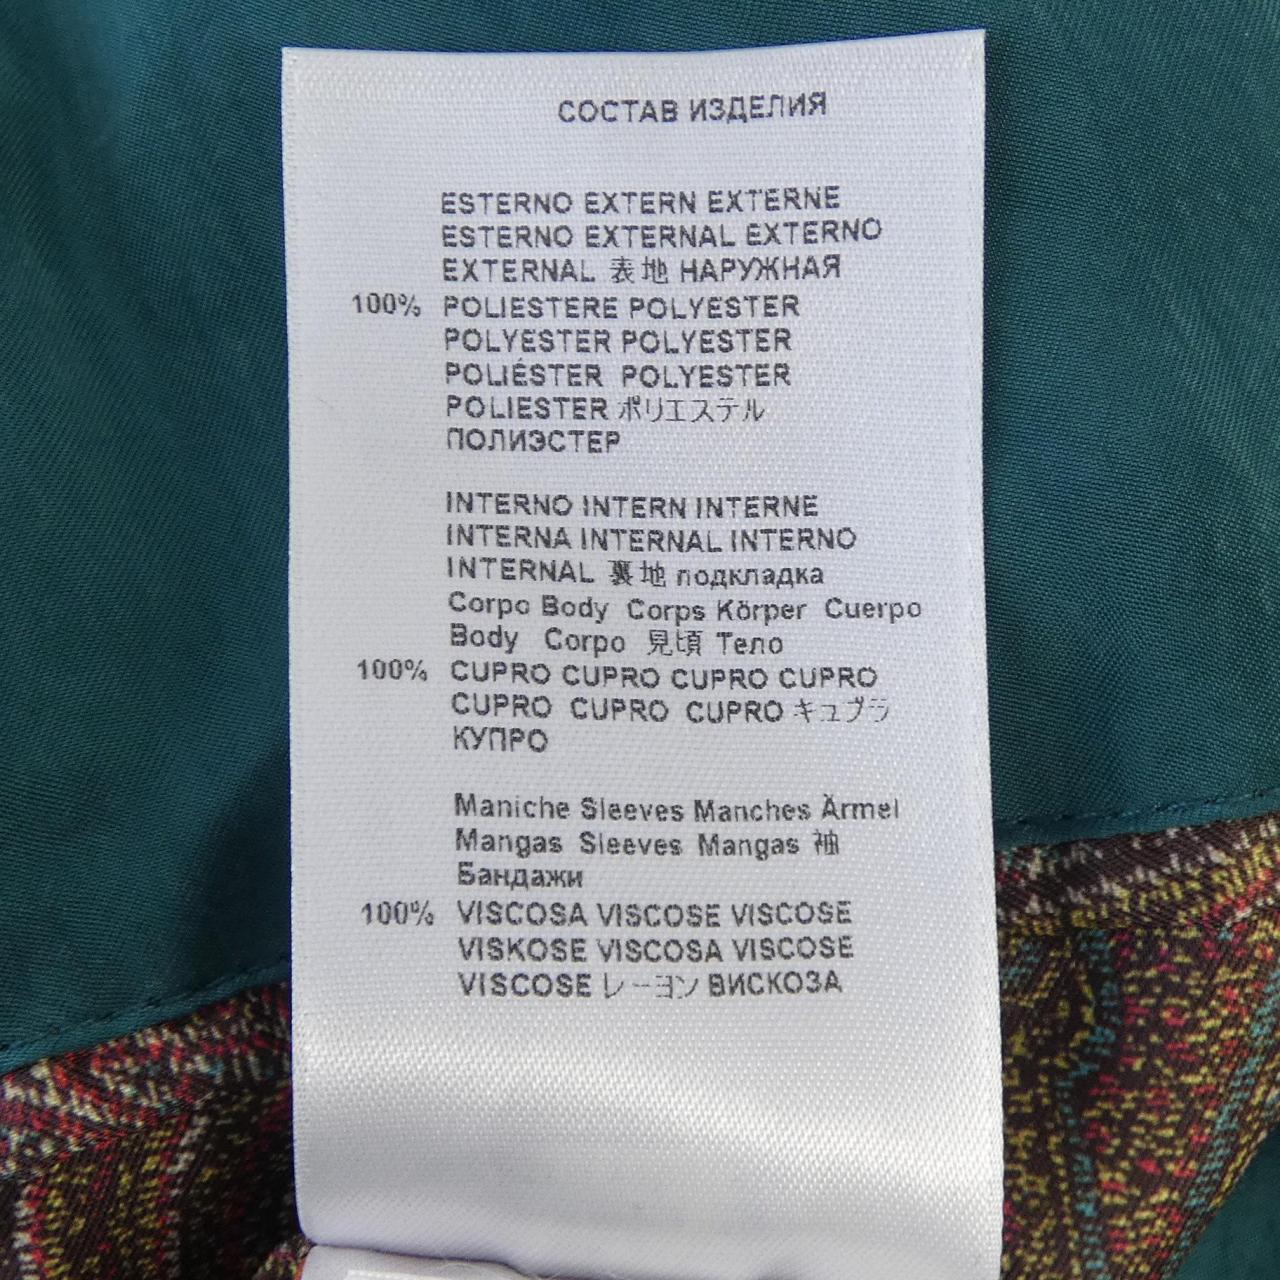 СОСТАВ ИЗДЕЛИЯ
ESTERNO EXTERN EXTERNE
ESTERNO EXTERNAL EXTERNO
EXTERNAL 表地 НАРУЖНАЯ
100% POLIESTERE POLYESTER
POLYESTER POLYESTER
POLIÉSTER POLYESTER
POLIESTER ポリエステル
ПОЛИЭСТЕР
INTERNO INTERN INTERNE
INTERNA INTERNAL INTERNO
INTERNAL 裏地 подкладка
Corpo Body Corps Körper Cuerpo
Body Corpo 見頃 Тело
100% CUPRO CUPRO CUPRO CUPRO
CUPRO CUPRO CUPRO キュプラ
КУПРО
Maniche Sleeves Manches Ärmel
Mangas Sleeves Mangas 袖
Бандажи
100% VISCOSA VISCOSE VISCOSE
VISKOSE VISCOSA VISCOSE
VISCOSE レーヨン ВИСКОЗА